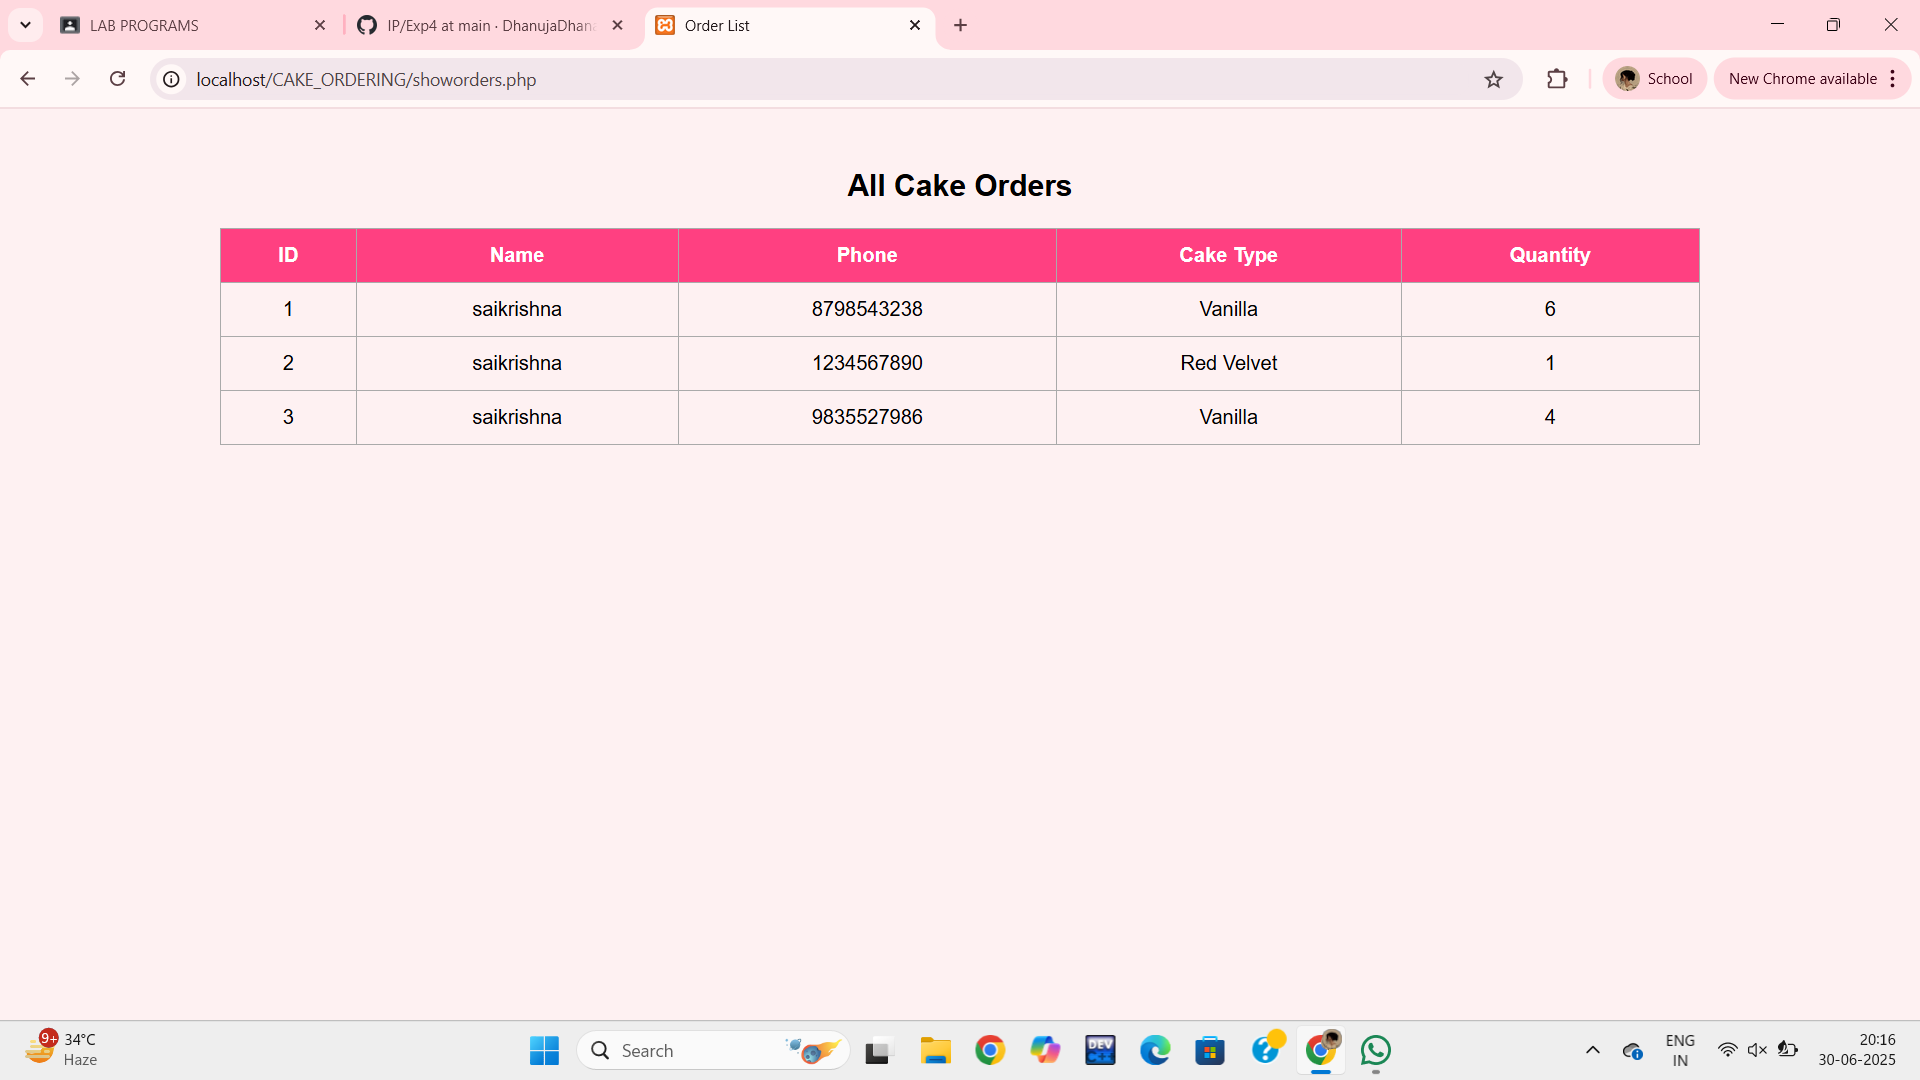 LAB PROGRAMS
IP/Exp4 at main · DhanujaDhana
Order List
localhost/CAKE_ORDERING/showorders.php
School
New Chrome available
All Cake Orders
ID Name Phone Cake Type Quantity
1 saikrishna 8798543238 Vanilla 6
2 saikrishna 1234567890 Red Velvet 1
3 saikrishna 9835527986 Vanilla 4
9+
34°C
Haze
Search
DEV
ENG
IN
20:16
30-06-2025